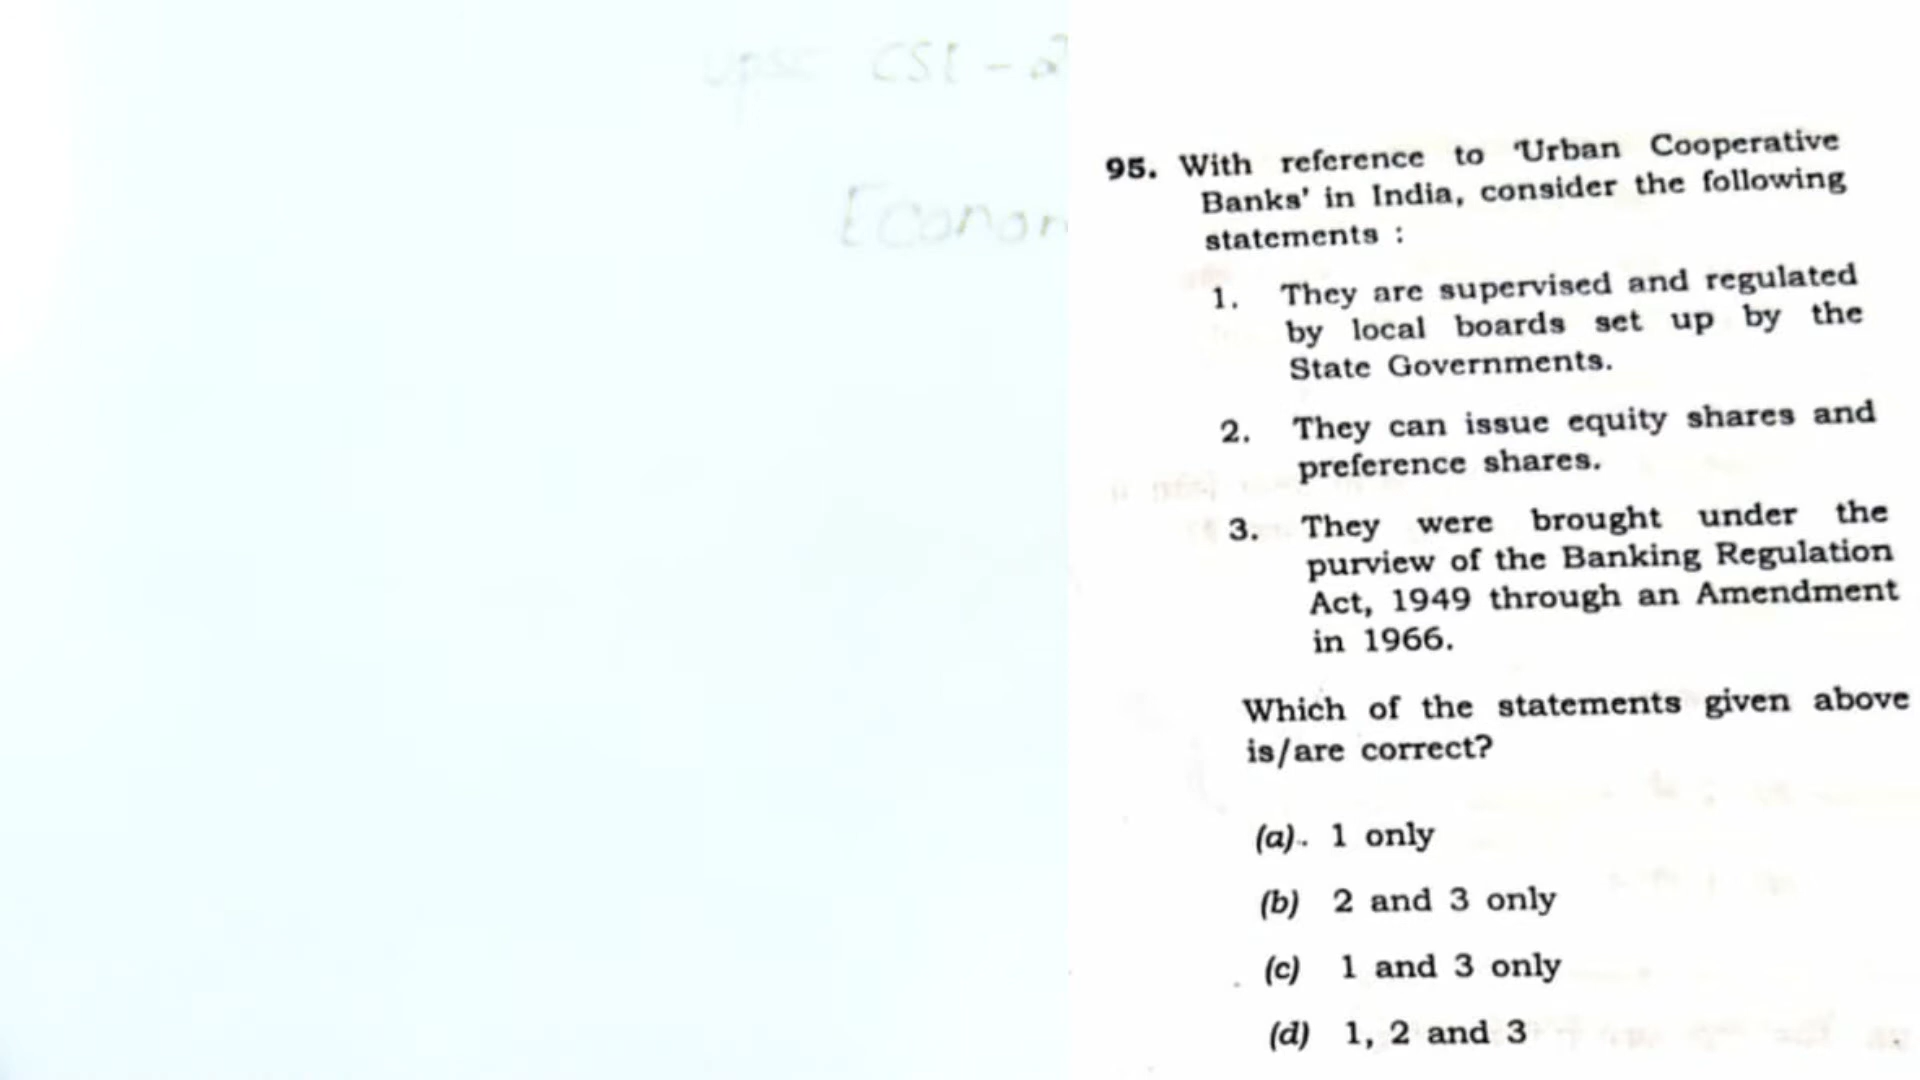 upsc CSE - 2
Econom
95. With reference to 'Urban Cooperative
Banks' in India, consider the following
statements :
1. They are supervised and regulated
by local boards set up by the
State Governments.
2. They can issue equity shares and
preference shares.
3. They were brought under the
purview of the Banking Regulation
Act, 1949 through an Amendment
in 1966.
Which of the statements given above
is/are correct?
(a). 1 only
(b) 2 and 3 only
(c) 1 and 3 only
(d) 1, 2 and 3